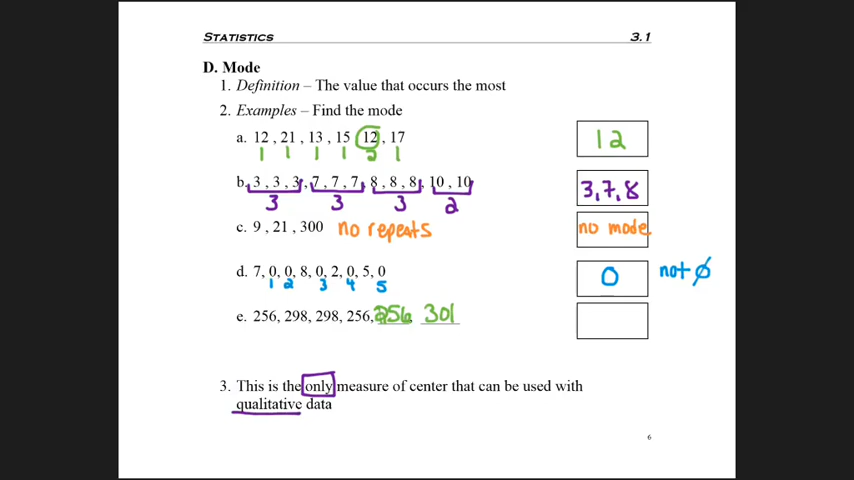 STATISTICS 3.1
D. Mode
1. Definition – The value that occurs the most
2. Examples – Find the mode
a. 12 , 21 , 13 , 15 , 12 , 17 12
1 1 1 1 2 1
b. 3 , 3 , 3 , 7 , 7 , 7, 8 , 8 , 8 , 10 , 10 3,7,8
3 3 3 2
c. 9 , 21 , 300 no repeats no mode
d. 7, 0, 0, 8, 0, 2, 0, 5, 0 0 not ∅
1 2 3 4 5
e. 256, 298, 298, 256, 256, 301
3. This is the only measure of center that can be used with
qualitative data
6